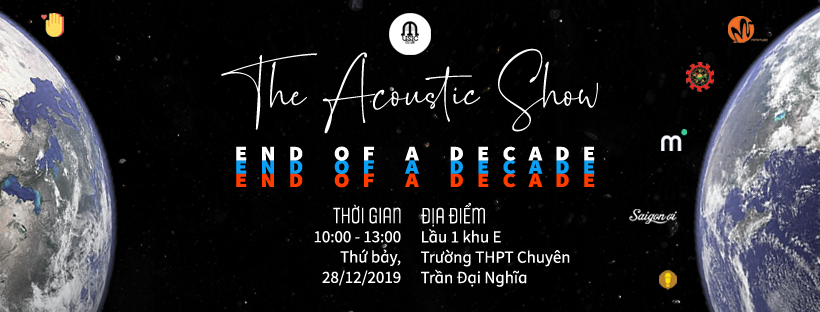 The Acoustic Show
END OF A DECADE
END OF A DECADE
END OF A DECADE
THỜI GIAN
10:00 - 13:00
Thứ bảy,
28/12/2019
ĐỊA ĐIỂM
Lầu 1 khu E
Trường THPT Chuyên
Trần Đại Nghĩa
m
Saigon ơi